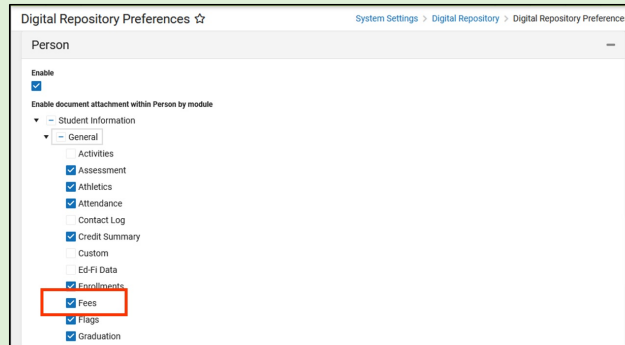 Digital Repository Preferences
System Settings > Digital Repository > Digital Repository Preference
Person
Enable
Enable document attachment within Person by module
Student Information
General
Activities
Assessment
Athletics
Attendance
Contact Log
Credit Summary
Custom
Ed-Fi Data
Enrollments
Fees
Flags
Graduation